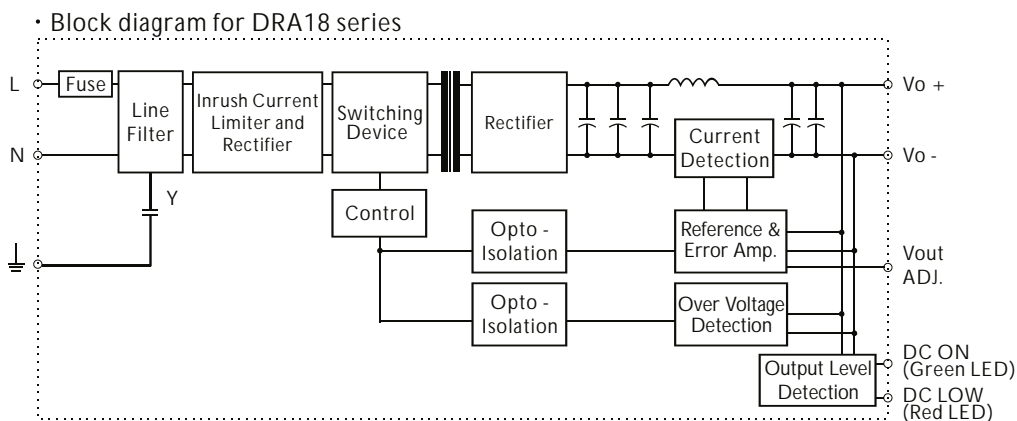 · Block diagram for DRA18 series
L
Fuse
Line
Filter
Inrush Current
Limiter and
Rectifier
Switching
Device
Rectifier
Current
Detection
Vo +
N
Vo -
Y
Control
Opto -
Isolation
Reference &
Error Amp.
Vout
ADJ.
Opto -
Isolation
Over Voltage
Detection
Output Level
Detection
DC ON
(Green LED)
DC LOW
(Red LED)